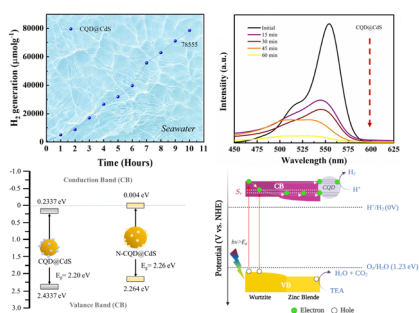 CQD@CdS
78555
Seawater
H₂ generation (μmolg⁻¹)
80000
60000
40000
20000
0
0 1 2 3 4 5 6 7 8 9 10 11
Time (Hours)
Initial
15 min
30 min
45 min
60 min
CQD@CdS
Intensity (a.u.)
450 475 500 525 550 575 600 625
Wavelength (nm)
-1.0
0.0
0.5
1.0
1.5
2.0
2.5
3.0
Conduction Band (CB)
0.2337 eV
0.004 eV
CQD@CdS
N-CQD@CdS
Eg= 2.20 eV
Eg= 2.26 eV
2.4337 eV
2.264 eV
Valance Band (CB)
Potential (V vs. NHE)
CB
CQD
H₂
H⁺
H⁺/H₂ (0V)
hν>Eg
O₂/H₂O (1.23 eV)
H₂O + CO₂
VB
TEA
Wurtzite
Zinc Blende
Electron
Hole